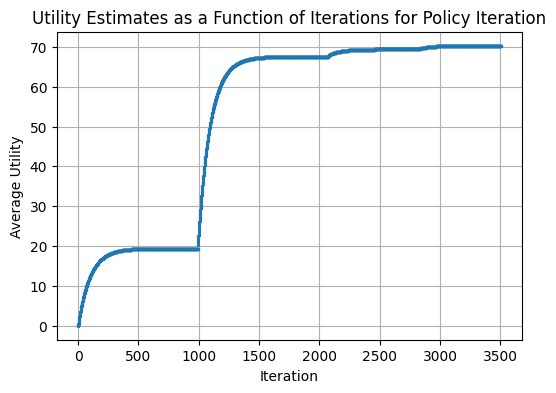 Utility Estimates as a Function of Iterations for Policy Iteration
70
60
50
40
30
20
10
0
Average Utility
0 500 1000 1500 2000 2500 3000 3500
Iteration